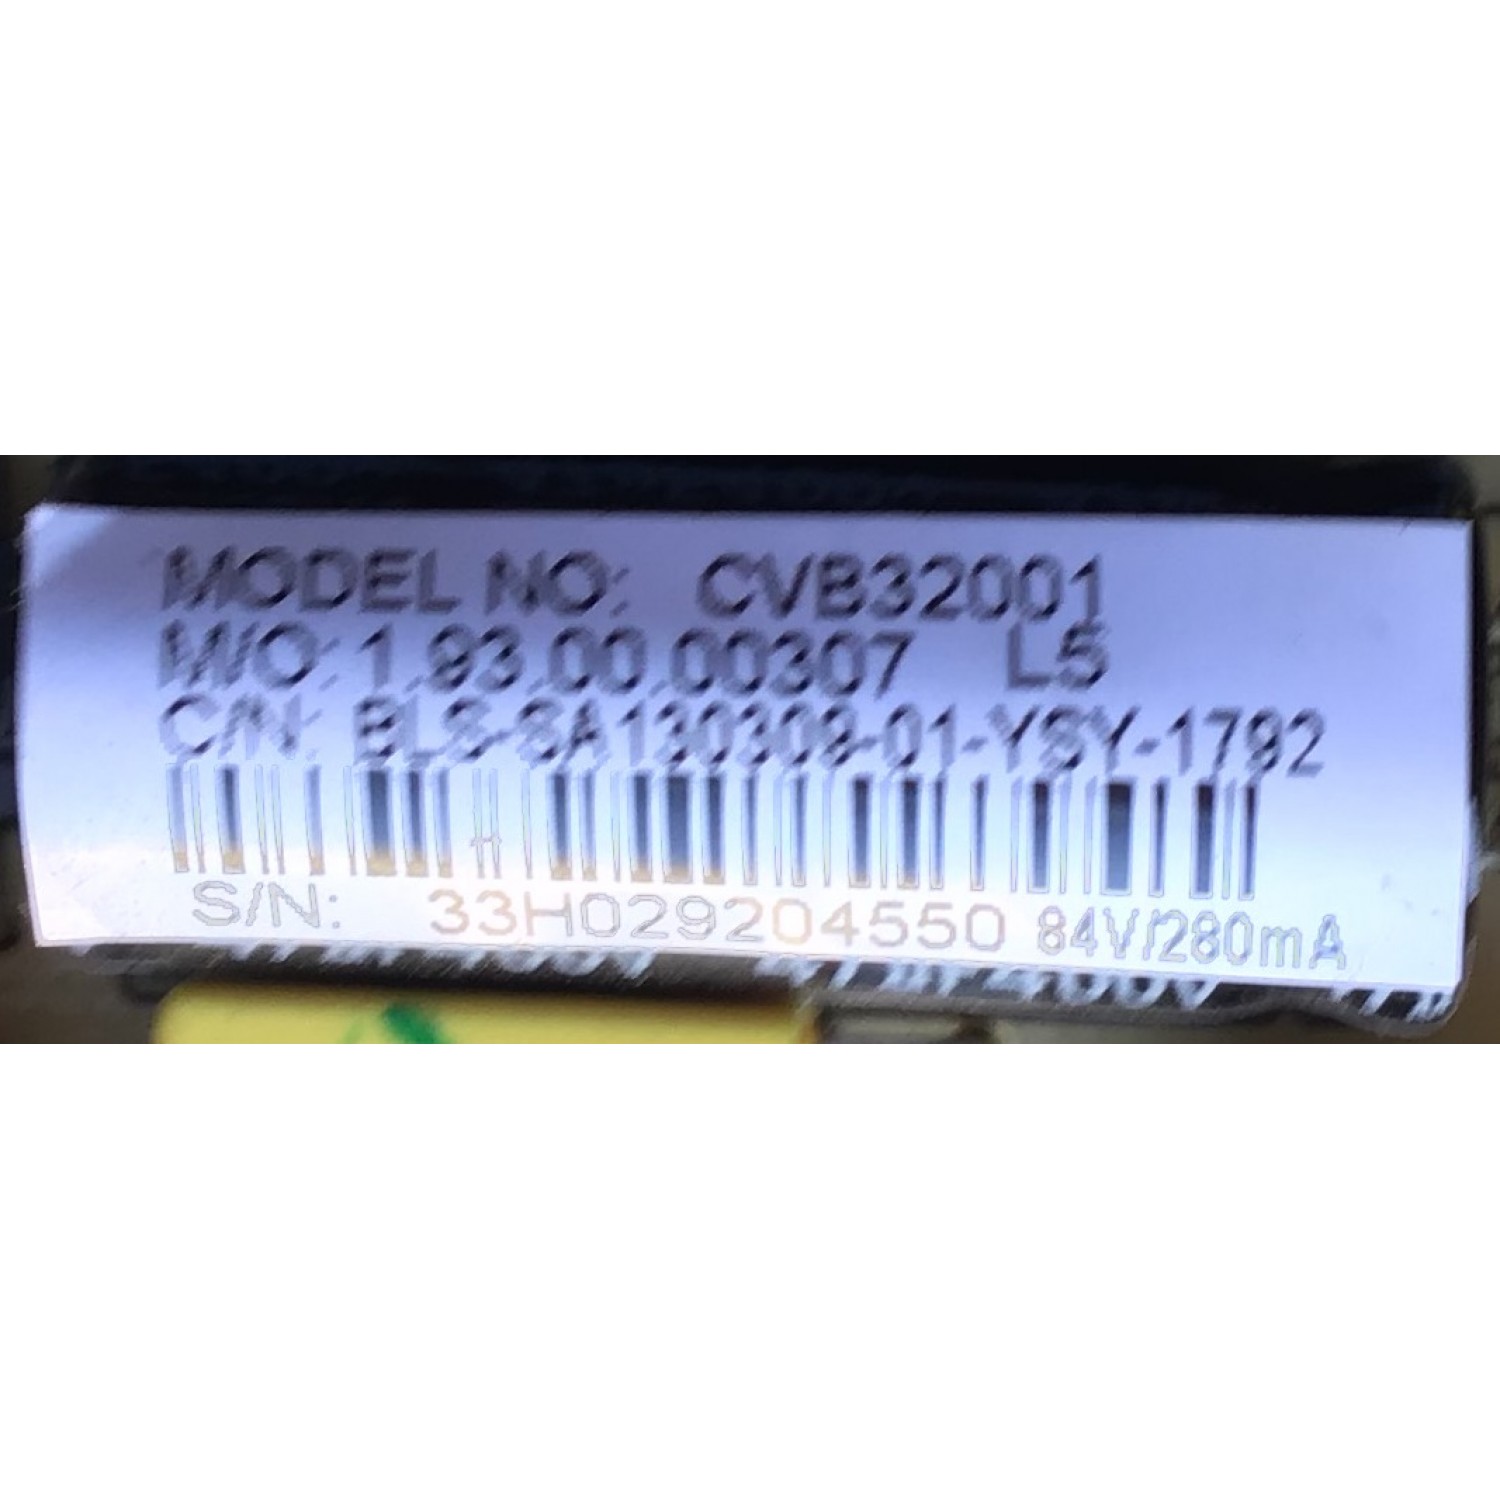 MODEL NO: CVB32001
M/O: 1.93.00.00307 L5
C/N: BLS-SA130309-01-YSY-1792
H
S/N: 33H029204550 84V/280mA